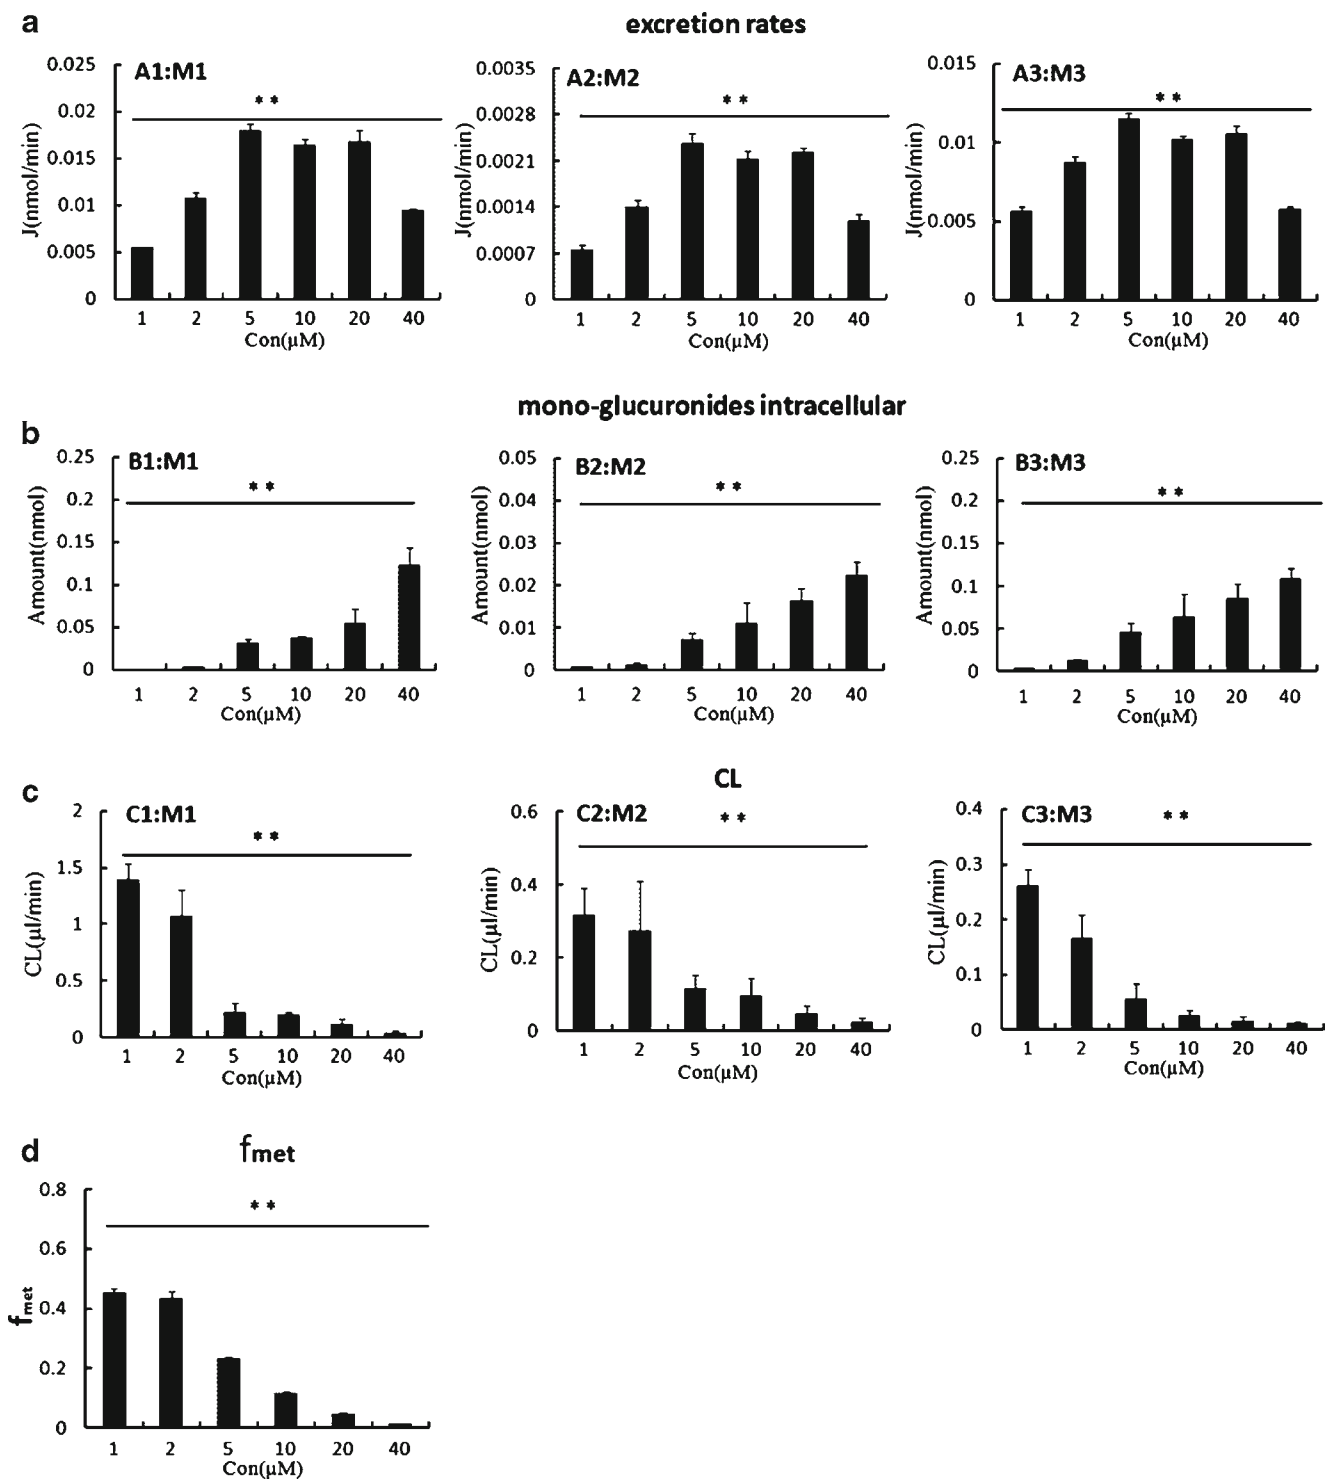 a
excretion rates
A1:M1
**
J(nmol/min)
0.025
0.02
0.015
0.01
0.005
0
1 2 5 10 20 40
Con(μM)
A2:M2
**
J(nmol/min)
0.0035
0.0028
0.0021
0.0014
0.0007
0
1 2 5 10 20 40
Con(μM)
A3:M3
**
J(nmol/min)
0.015
0.01
0.005
0
1 2 5 10 20 40
Con(μM)
b
mono-glucuronides intracellular
B1:M1
**
Amount(nmol)
0.25
0.2
0.15
0.1
0.05
0
1 2 5 10 20 40
Con(μM)
B2:M2
**
Amount(nmol)
0.05
0.04
0.03
0.02
0.01
0
1 2 5 10 20 40
Con(μM)
B3:M3
**
Amount(nmol)
0.25
0.2
0.15
0.1
0.05
0
1 2 5 10 20 40
Con(μM)
c
CL
C1:M1
**
CL(μl/min)
2
1.5
1
0.5
0
1 2 5 10 20 40
Con(μM)
C2:M2
**
CL(μl/min)
0.6
0.4
0.2
0
1 2 5 10 20 40
Con(μM)
C3:M3
**
CL(μl/min)
0.4
0.3
0.2
0.1
0
1 2 5 10 20 40
Con(μM)
d
fmet
**
fmet
0.8
0.6
0.4
0.2
0
1 2 5 10 20 40
Con(μM)